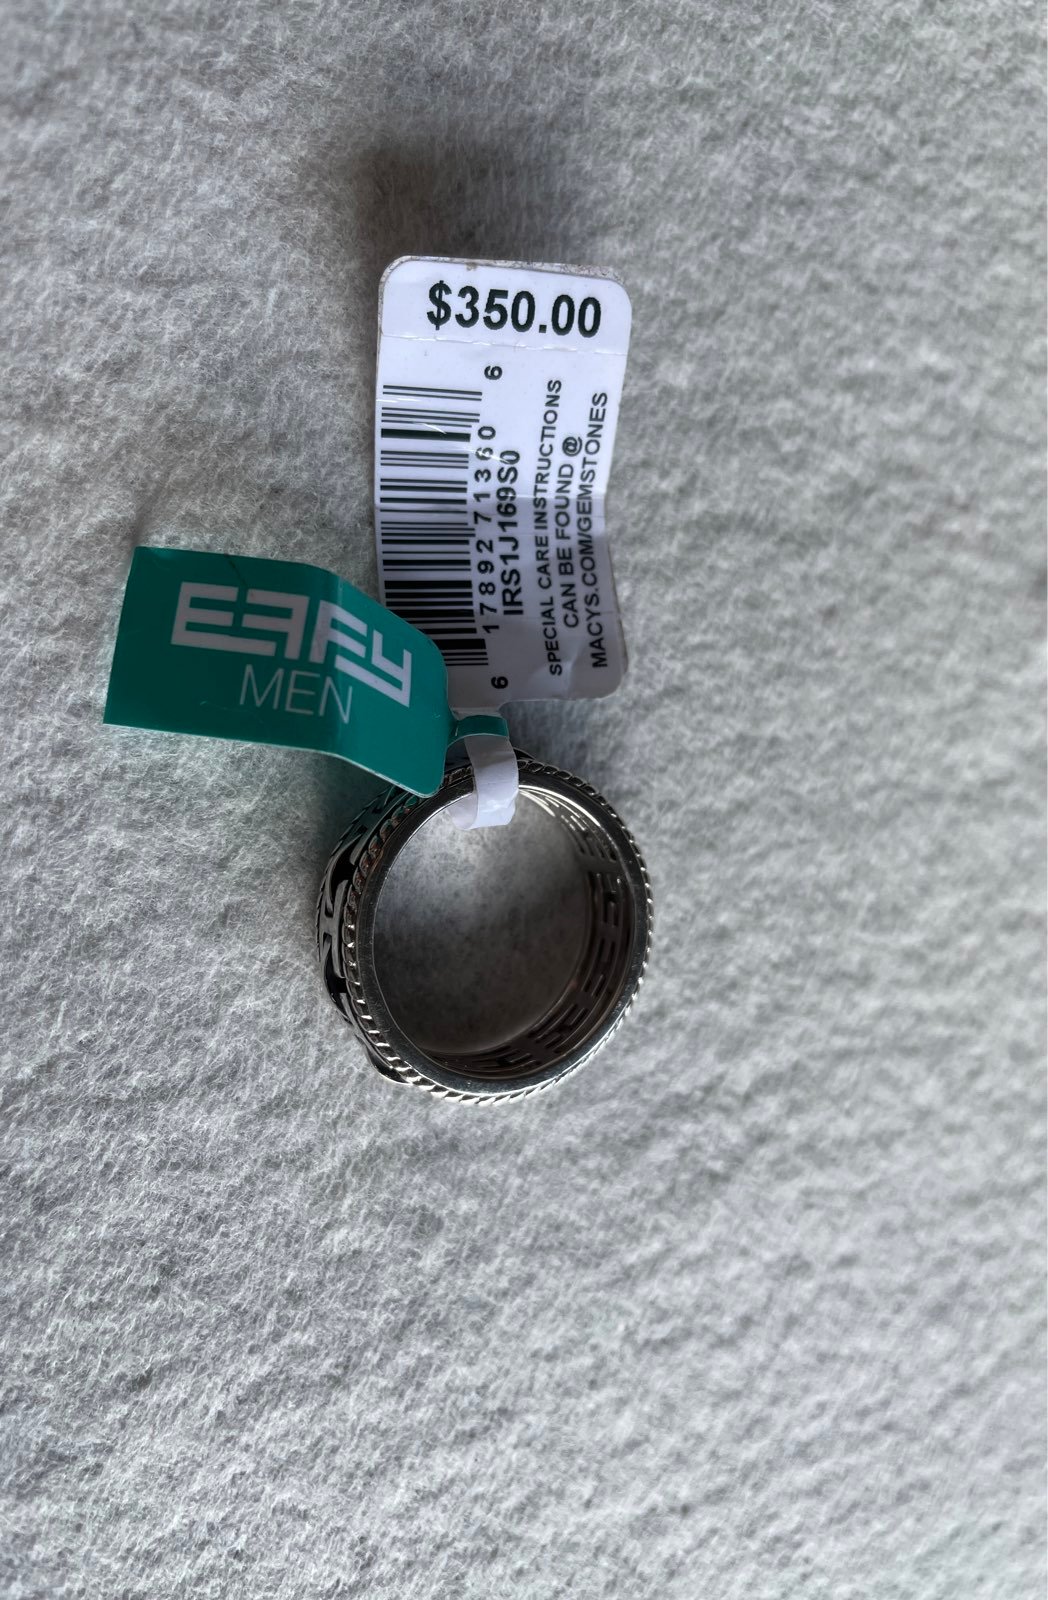 $350.00
6 17892 71360 6
IRS1J169S0
SPECIAL CARE INSTRUCTIONS
CAN BE FOUND @
MACYS.COM/GEMSTONES
EFFY
MEN